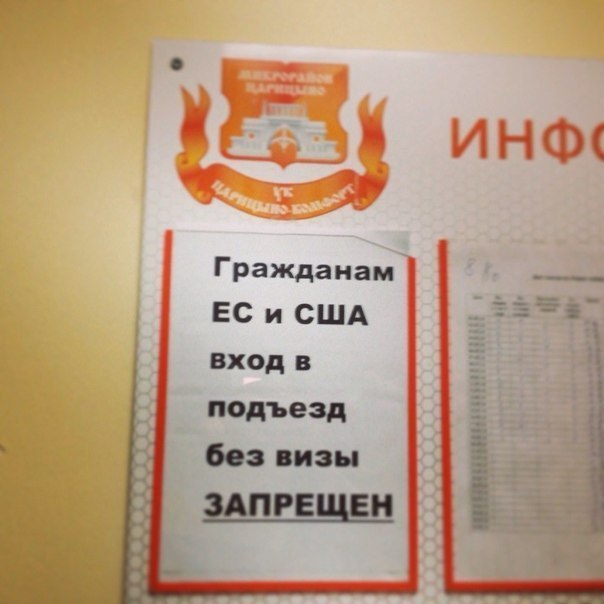 МИКРОРАЙОН
ЦАРИЦЫНО
УК
ЦАРИЦЫНО-КОМФОРТ
ИНФО
Гражданам
ЕС и США
вход в
подъезд
без визы
ЗАПРЕЩЕН